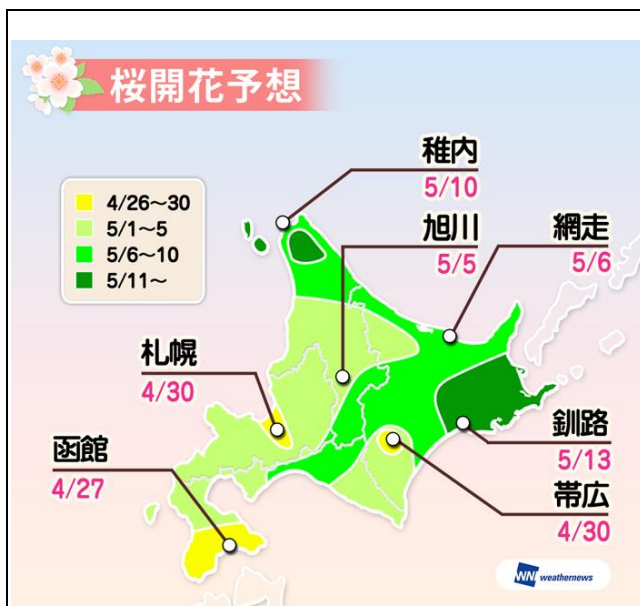 桜開花予想
稚内
5/10
4/26～30
5/1～5
5/6～10
5/11～
旭川
5/5
網走
5/6
札幌
4/30
函館
4/27
釧路
5/13
帯広
4/30
WNI weathernews